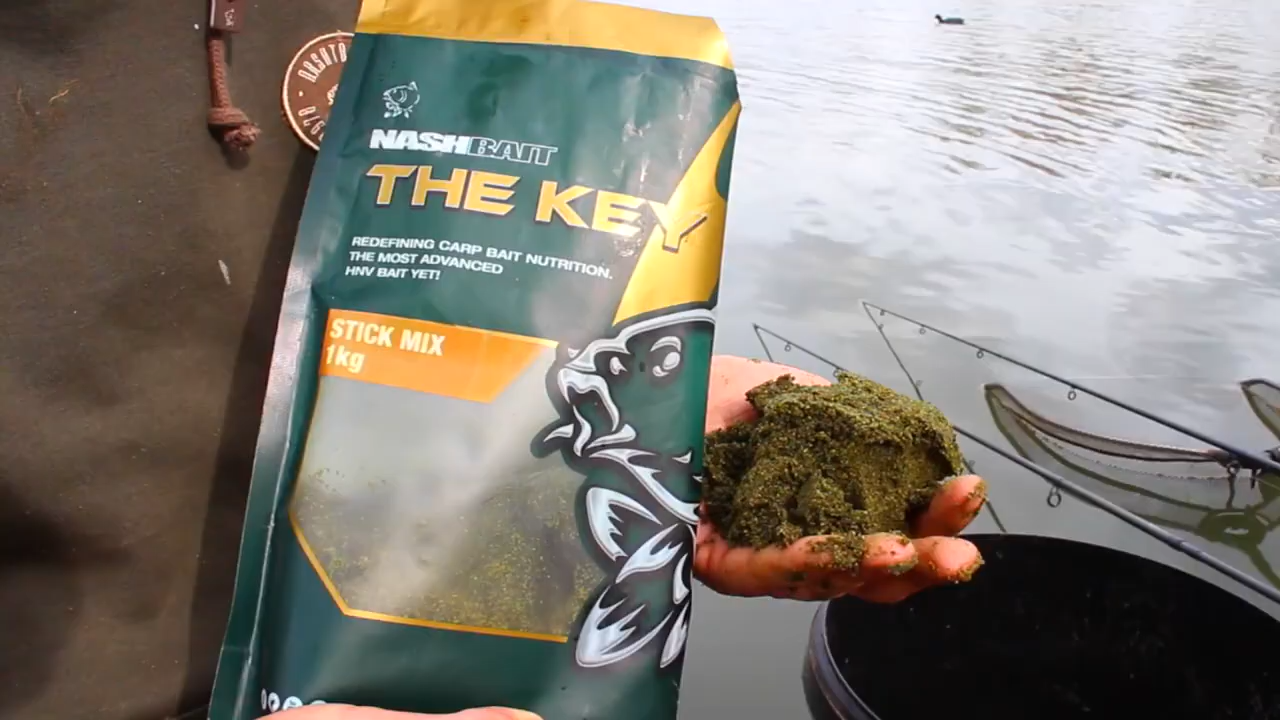 NASHBAIT
THE KEY
REDEFINING CARP BAIT NUTRITION.
THE MOST ADVANCED
HNV BAIT YET!
STICK MIX
1kg